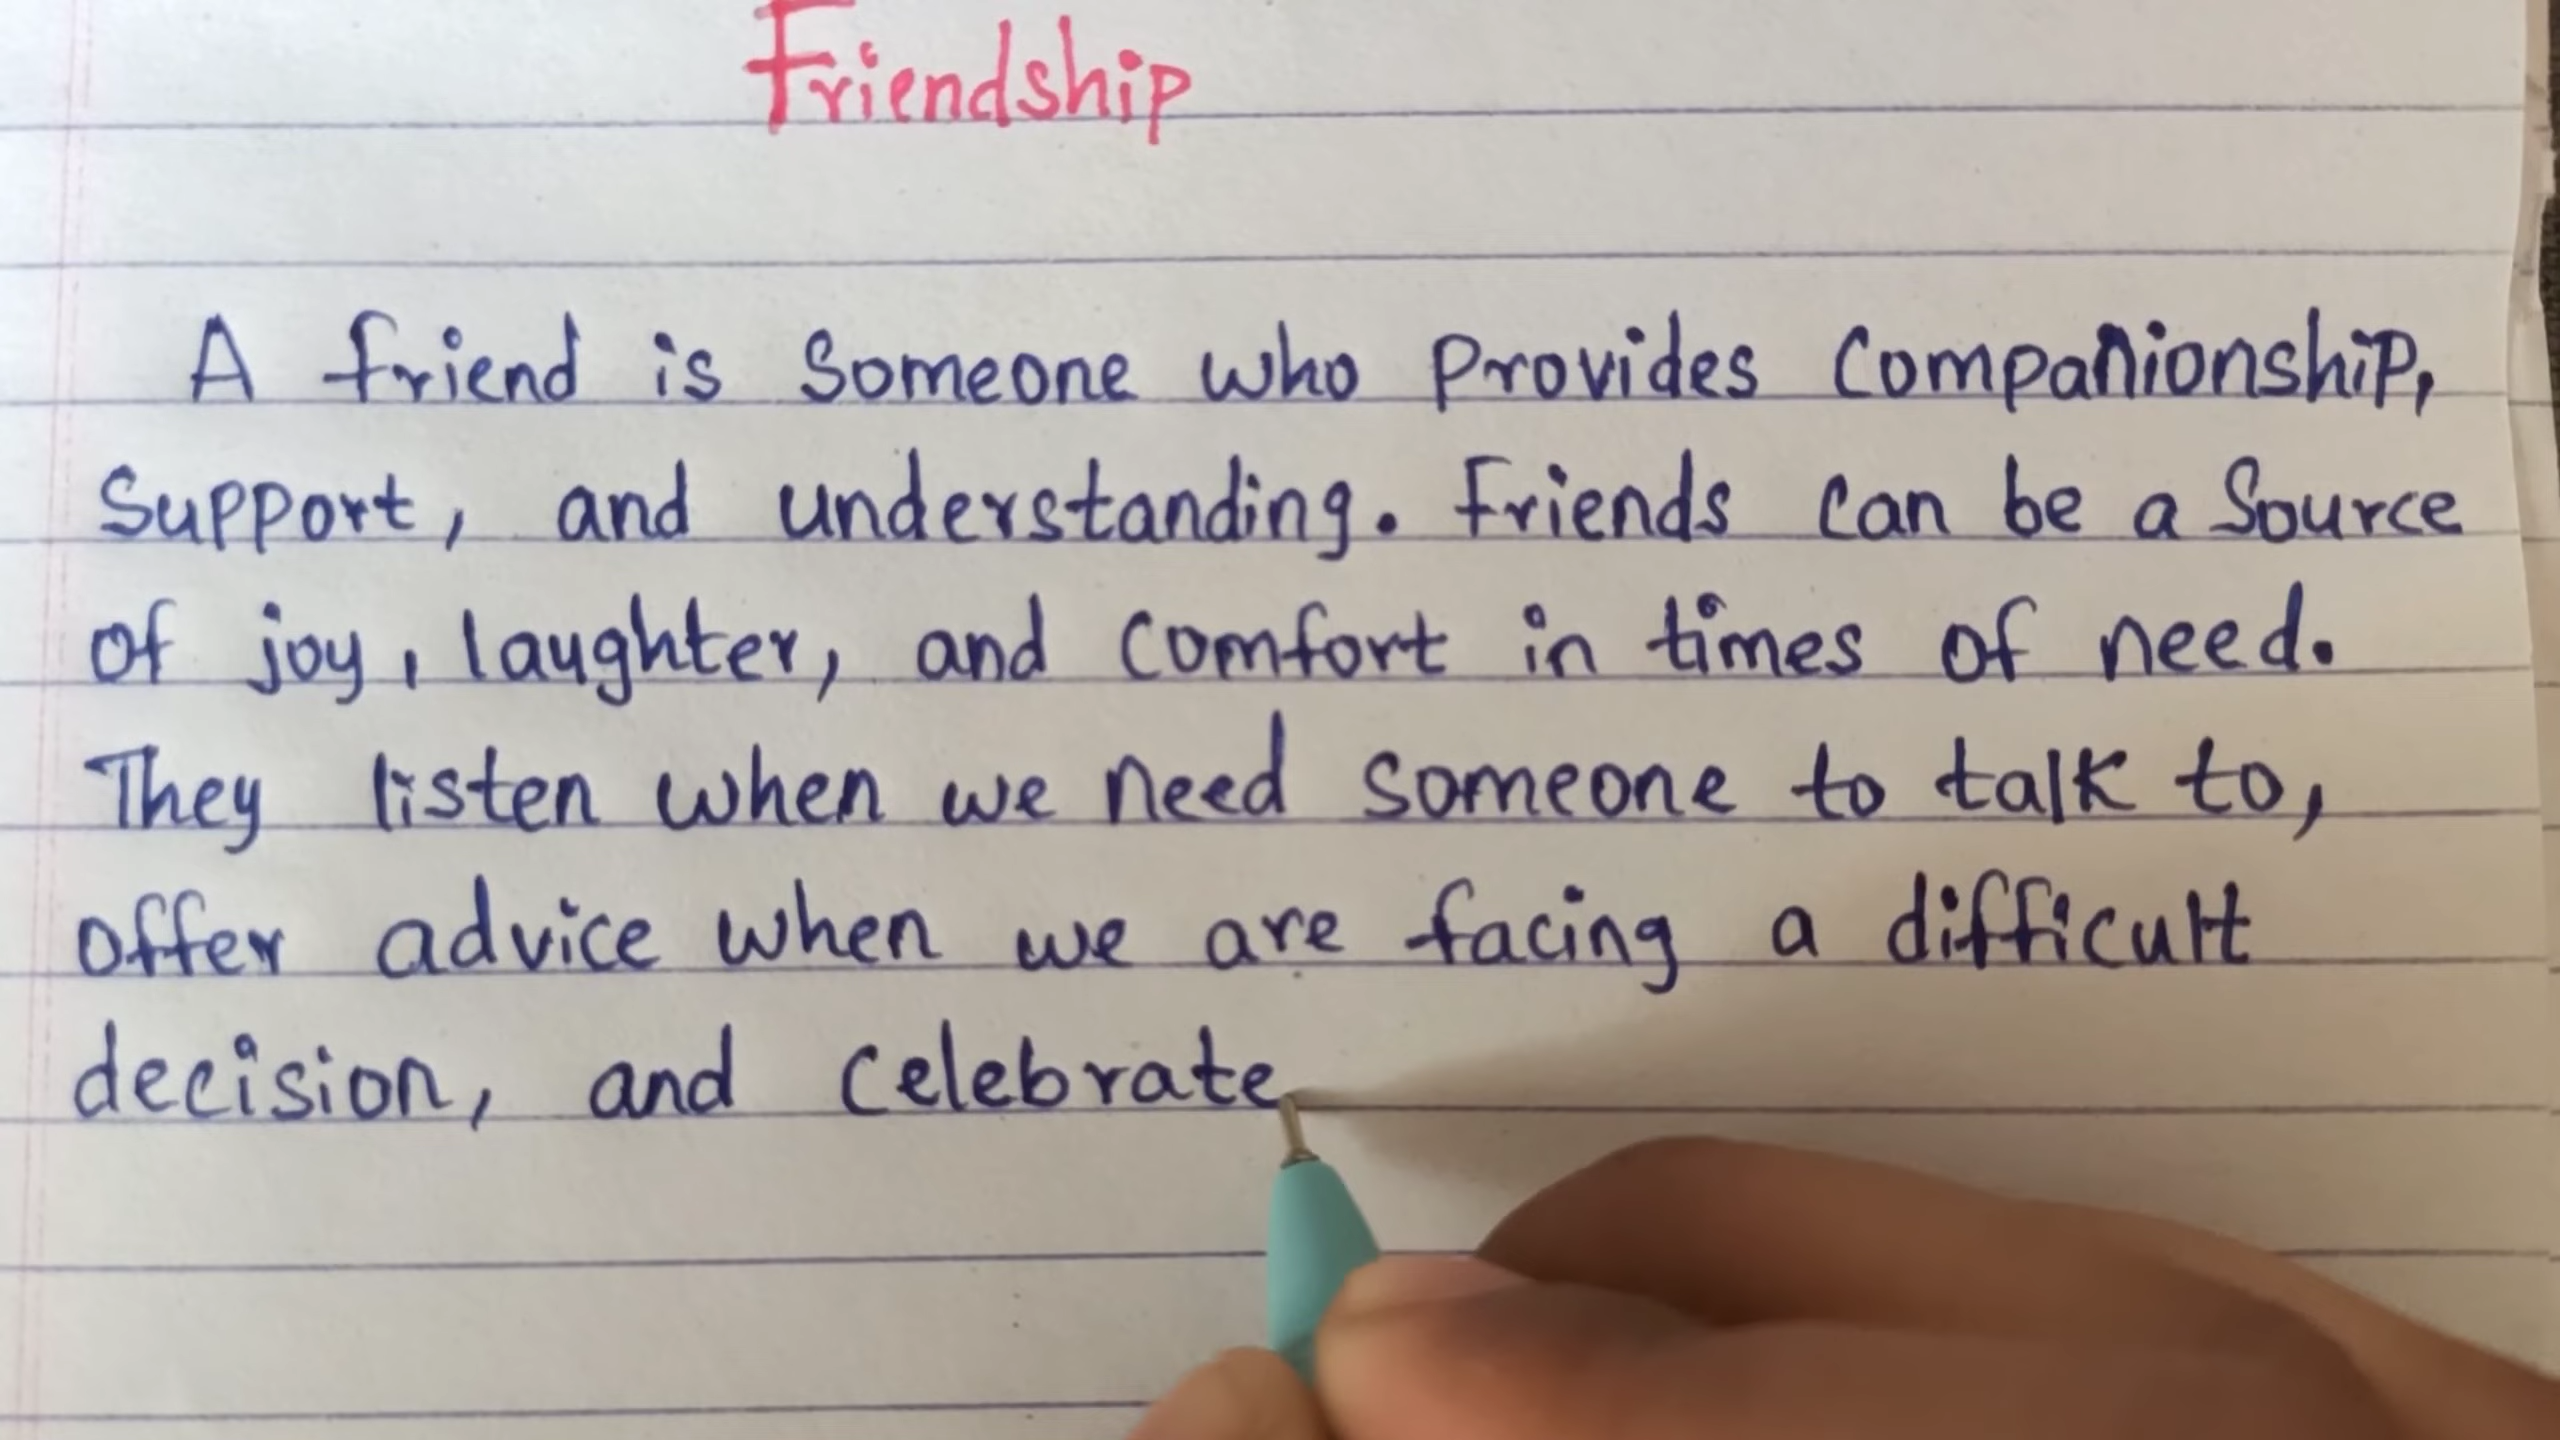 Friendship
A friend is someone who provides companionship,
Support, and understanding. Friends can be a source
of joy, laughter, and comfort in times of need.
They listen when we need someone to talk to,
offer advice when we are facing a difficult
decision, and celebrate